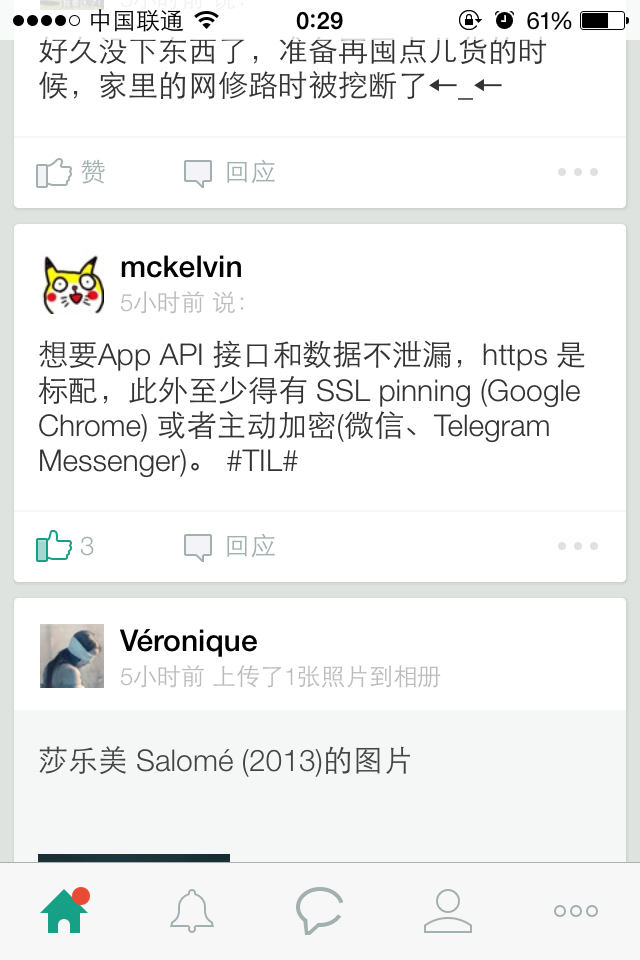 中国联通 0:29 61%
好久没下东西了，准备再囤点儿货的时
候，家里的网修路时被挖断了←_←
赞 回应
mckelvin
5小时前 说：
想要App API 接口和数据不泄漏，https 是
标配，此外至少得有 SSL pinning (Google
Chrome) 或者主动加密(微信、Telegram
Messenger)。 #TIL#
3 回应
Véronique
5小时前 上传了1张照片到相册
莎乐美 Salomé (2013)的图片